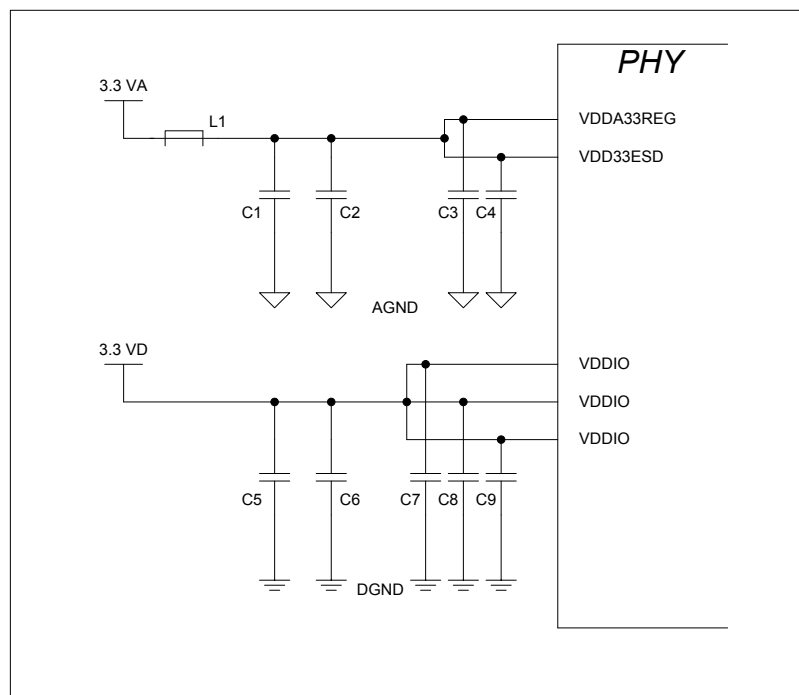 PHY
3.3 VA
L1
VDDA33REG
VDD33ESD
C1
C2
C3
C4
AGND
3.3 VD
VDDIO
VDDIO
VDDIO
C5
C6
C7
C8
C9
DGND